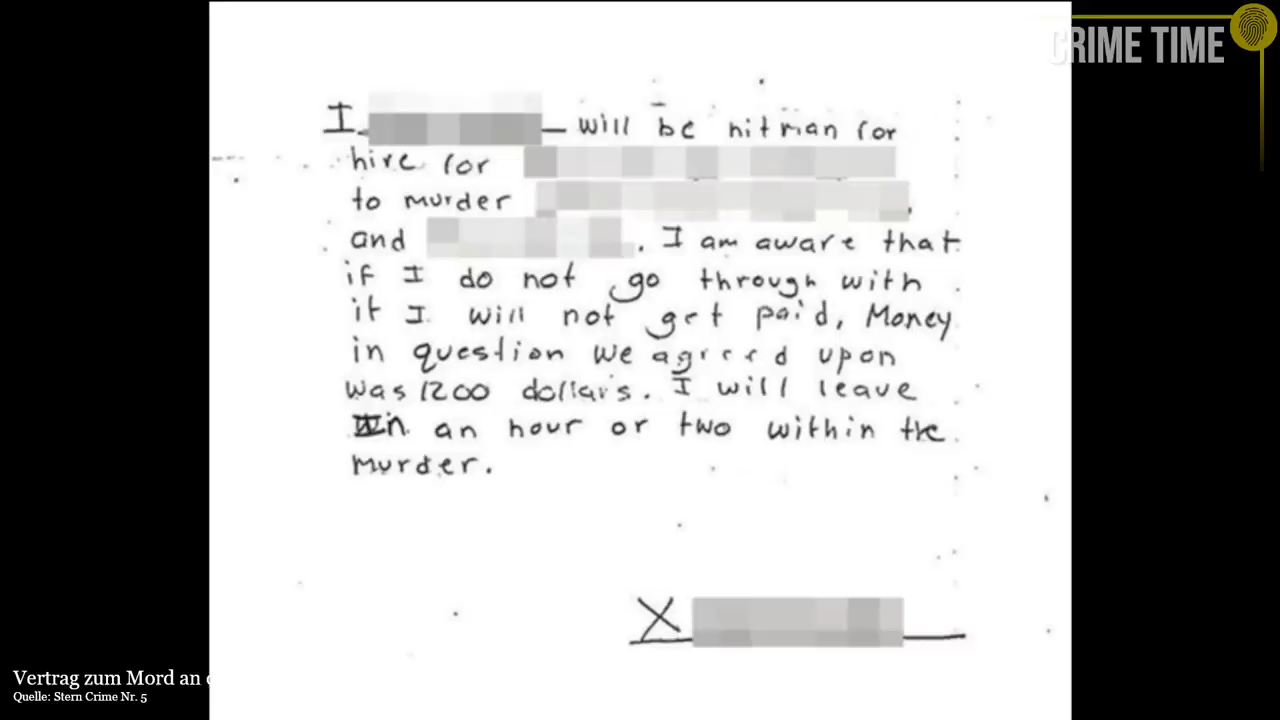 CRIME TIME
I will be hitman for
hire for
to murder
and . I am aware that
if I do not go through with
it I will not get paid, Money
in question we agreed upon
was 1200 dollars. I will leave
In an hour or two within the
murder.
X
Vertrag zum Mord an
Quelle: Stern Crime Nr. 5